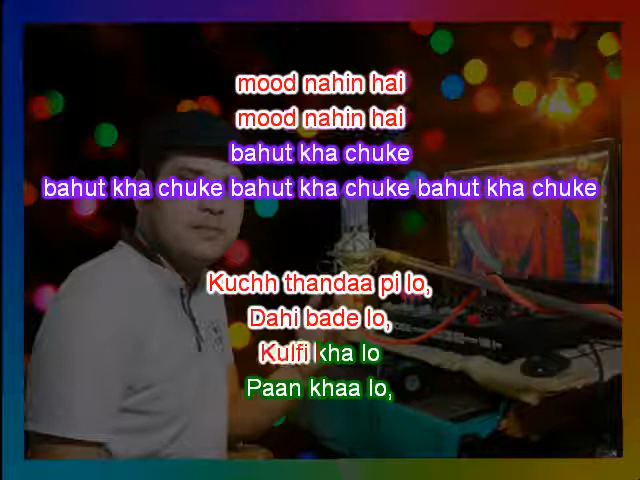 mood nahin hai
mood nahin hai
bahut kha chuke
bahut kha chuke bahut kha chuke bahut kha chuke
Kuchh thandaa pi lo,
Dahi bade lo,
Kulfi kha lo
Paan khaa lo,